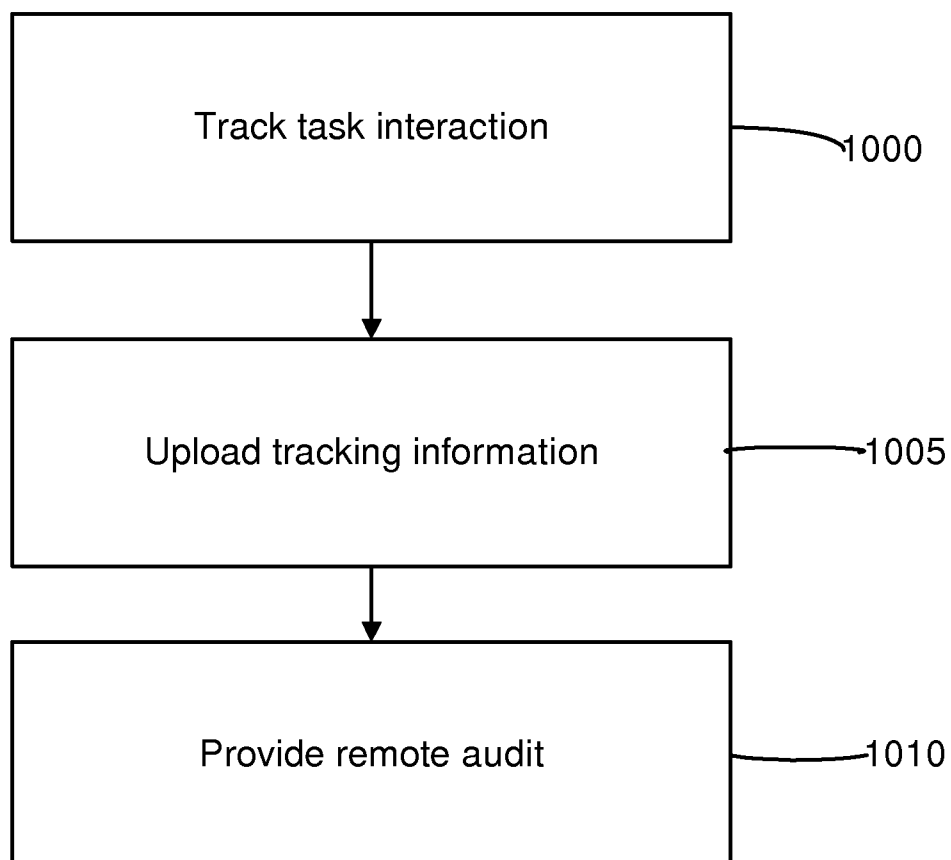 Track task interaction
1000
Upload tracking information
1005
Provide remote audit
1010